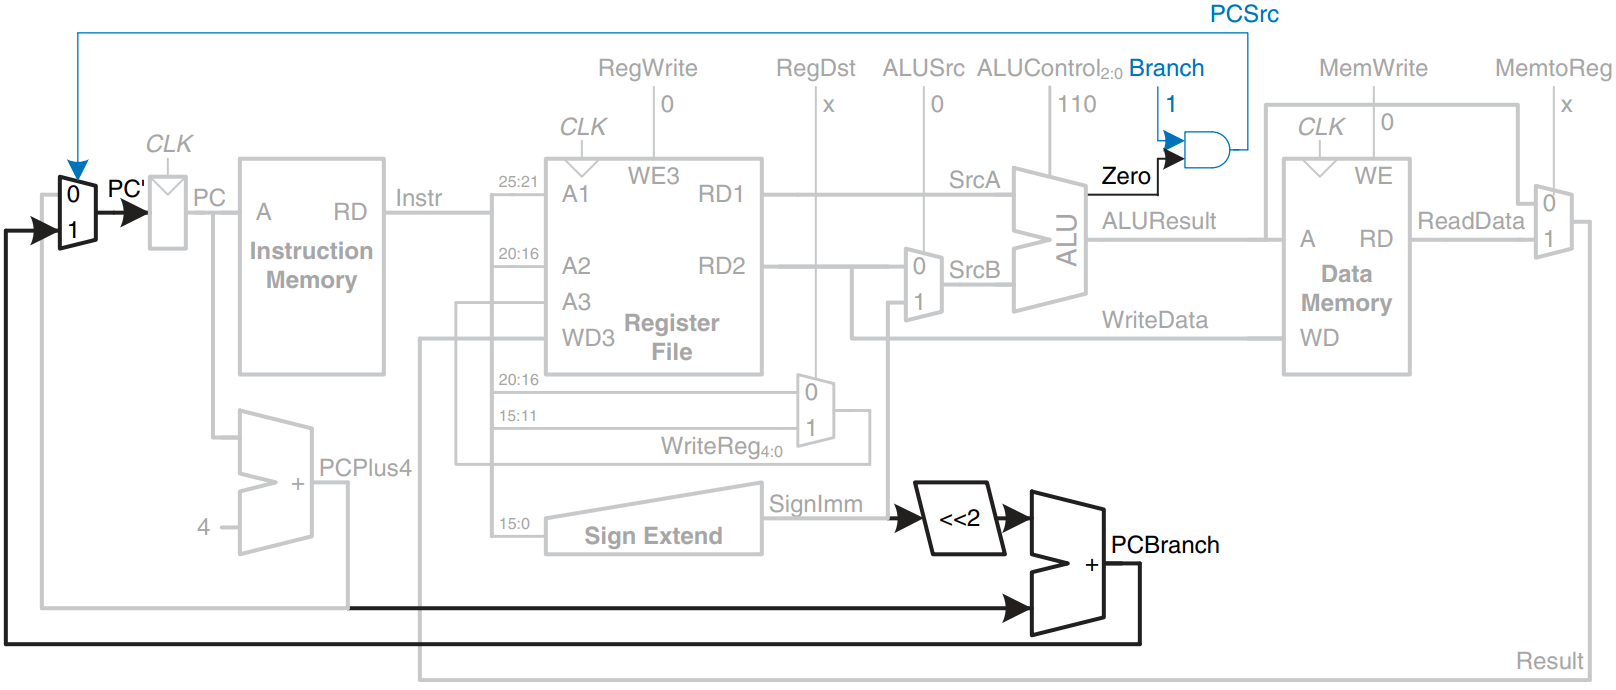 PCSrc
RegWrite RegDst ALUSrc ALUControl2:0 Branch MemWrite MemtoReg
0 x 0 110 1 0 x
CLK CLK CLK
0 PC' PC Instr 25:21 A1 WE3 RD1 SrcA Zero WE 0
1 A RD 20:16 A2 RD2 0 SrcB ALU ALUResult A RD ReadData 1
Instruction Memory
A3 1
WD3 Register File
WriteData
Data Memory
WD
20:16 0
15:11 1
WriteReg4:0
PCPlus4
+
4
15:0 Sign Extend SignImm <<2
PCBranch
+
Result